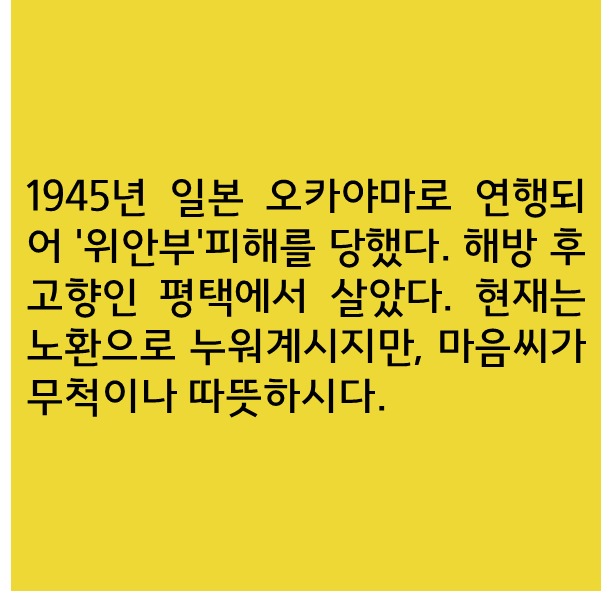 1945년 일본 오카야마로 연행되
어 '위안부'피해를 당했다. 해방 후
고향인 평택에서 살았다. 현재는
노환으로 누워계시지만, 마음씨가
무척이나 따뜻하시다.